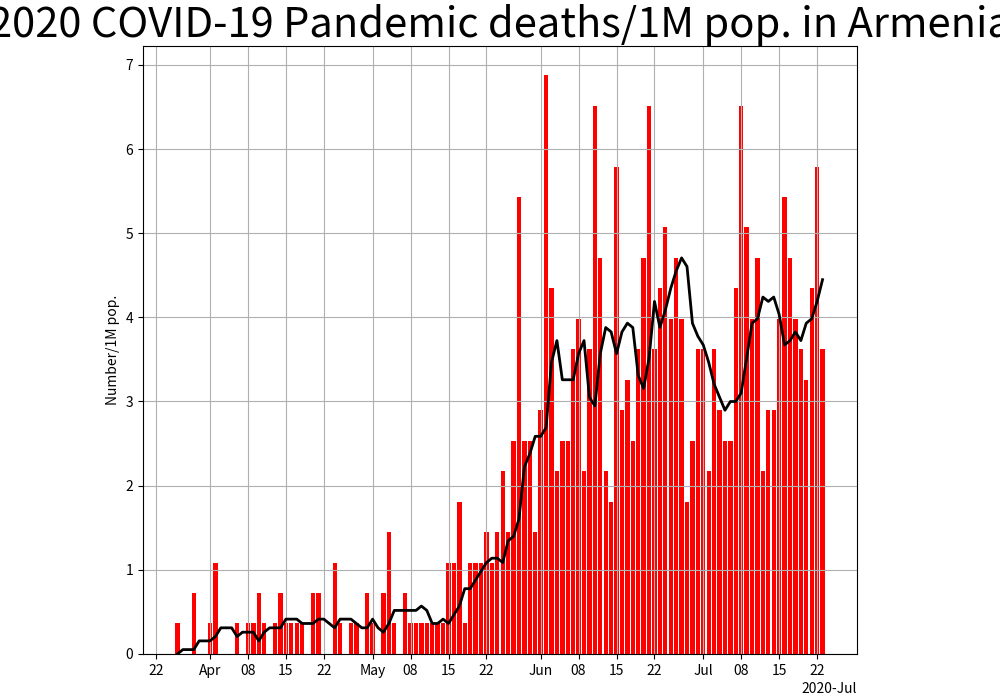 2020 COVID-19 Pandemic deaths/1M pop. in Armenia
7
6
5
4
3
2
1
0
Number/1M pop.
22 Apr 08 15 22 May 08 15 22 Jun 08 15 22 Jul 08 15 22
2020-Jul